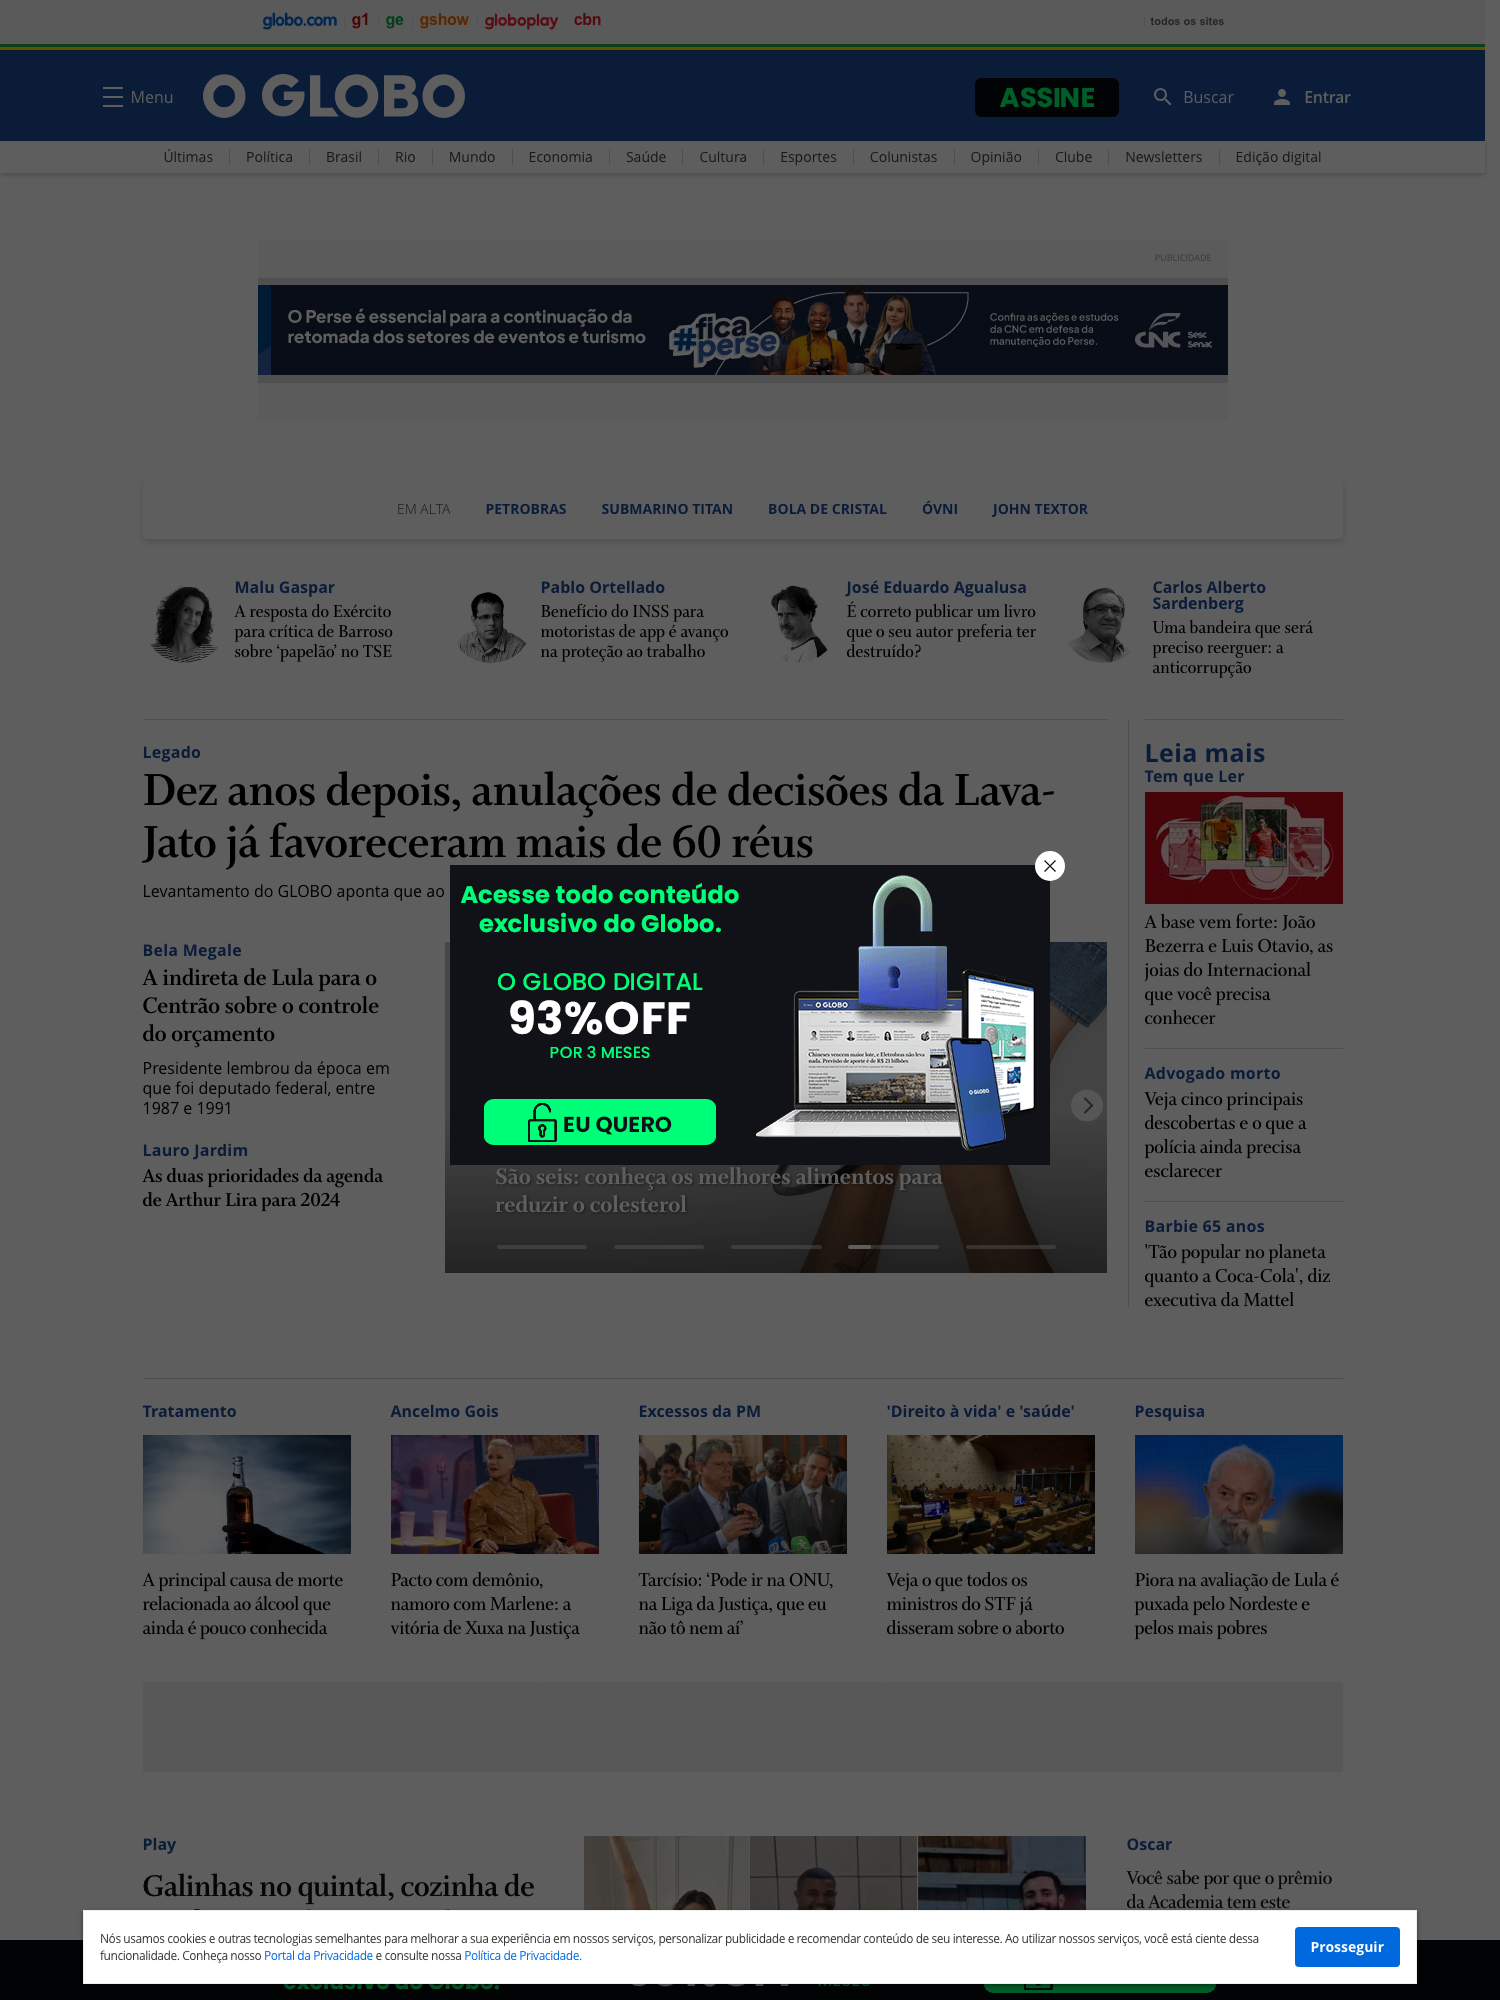 globo.com g1 ge gshow globoplay cbn todos os sites
Menu O GLOBO ASSINE Buscar Entrar
Últimas Política Brasil Rio Mundo Economia Saúde Cultura Esportes Colunistas Opinião Clube Newsletters Edição digital
PUBLICIDADE
O Perse é essencial para a continuação da
retomada dos setores de eventos e turismo
#fica
perse
Confira as ações e estudos
da CNC em defesa da
manutenção do Perse.
CNC Sesc
Senac
EM ALTA PETROBRAS SUBMARINO TITAN BOLA DE CRISTAL ÓVNI JOHN TEXTOR
Malu Gaspar
A resposta do Exército
para crítica de Barroso
sobre ‘papelão’ no TSE
Pablo Ortellado
Benefício do INSS para
motoristas de app é avanço
na proteção ao trabalho
José Eduardo Agualusa
É correto publicar um livro
que o seu autor preferia ter
destruído?
Carlos Alberto
Sardenberg
Uma bandeira que será
preciso reerguer: a
anticorrupção
Legado
Dez anos depois, anulações de decisões da Lava-
Jato já favoreceram mais de 60 réus
Levantamento do GLOBO aponta que ao
Bela Megale
A indireta de Lula para o
Centrão sobre o controle
do orçamento
Presidente lembrou da época em
que foi deputado federal, entre
1987 e 1991
Lauro Jardim
As duas prioridades da agenda
de Arthur Lira para 2024
Acesse todo conteúdo
exclusivo do Globo.
O GLOBO DIGITAL
93%OFF
POR 3 MESES
EU QUERO
O GLOBO
Chineses vencem maior lote, e Eletrobras não leva
nada. Previsão de aporte é de R$ 21 bilhões
O GLOBO
São seis: conheça os melhores alimentos para
reduzir o colesterol
Leia mais
Tem que Ler
A base vem forte: João
Bezerra e Luis Otavio, as
joias do Internacional
que você precisa
conhecer
Advogado morto
Veja cinco principais
descobertas e o que a
polícia ainda precisa
esclarecer
Barbie 65 anos
'Tão popular no planeta
quanto a Coca-Cola', diz
executiva da Mattel
Tratamento
A principal causa de morte
relacionada ao álcool que
ainda é pouco conhecida
Ancelmo Gois
Pacto com demônio,
namoro com Marlene: a
vitória de Xuxa na Justiça
Excessos da PM
Tarcísio: ‘Pode ir na ONU,
na Liga da Justiça, que eu
não tô nem aí’
'Direito à vida' e 'saúde'
Veja o que todos os
ministros do STF já
disseram sobre o aborto
Pesquisa
Piora na avaliação de Lula é
puxada pelo Nordeste e
pelos mais pobres
Play
Galinhas no quintal, cozinha de
Oscar
Você sabe por que o prêmio
da Academia tem este
Nós usamos cookies e outras tecnologias semelhantes para melhorar a sua experiência em nossos serviços, personalizar publicidade e recomendar conteúdo de seu interesse. Ao utilizar nossos serviços, você está ciente dessa
funcionalidade. Conheça nosso Portal da Privacidade e consulte nossa Política de Privacidade.
Prosseguir
exclusivo do Globo.